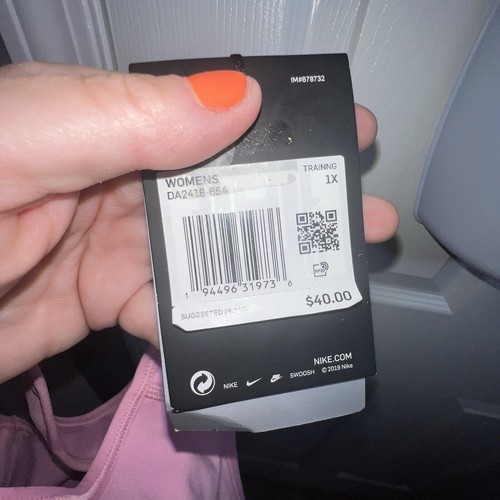 IM#678732
WOMENS
TRAINNG
DA2418-654
1X
1 94496 31973 6
SUGGESTED
$40.00
NIKE.COM
NIKE SWOOSH © 2019 Nike